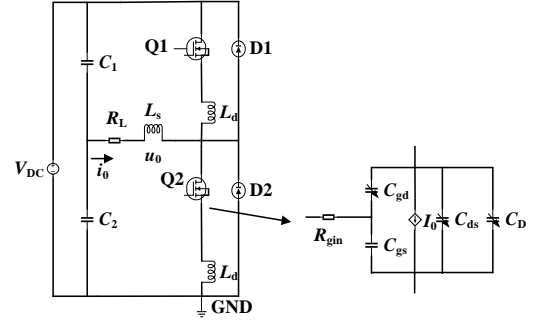 Q1
D1
C1
Ls
Ld
RL
VDC
i0
u0
Q2
D2
C2
Ld
GND
Cgd
Rgin
I0
Cds
CD
Cgs